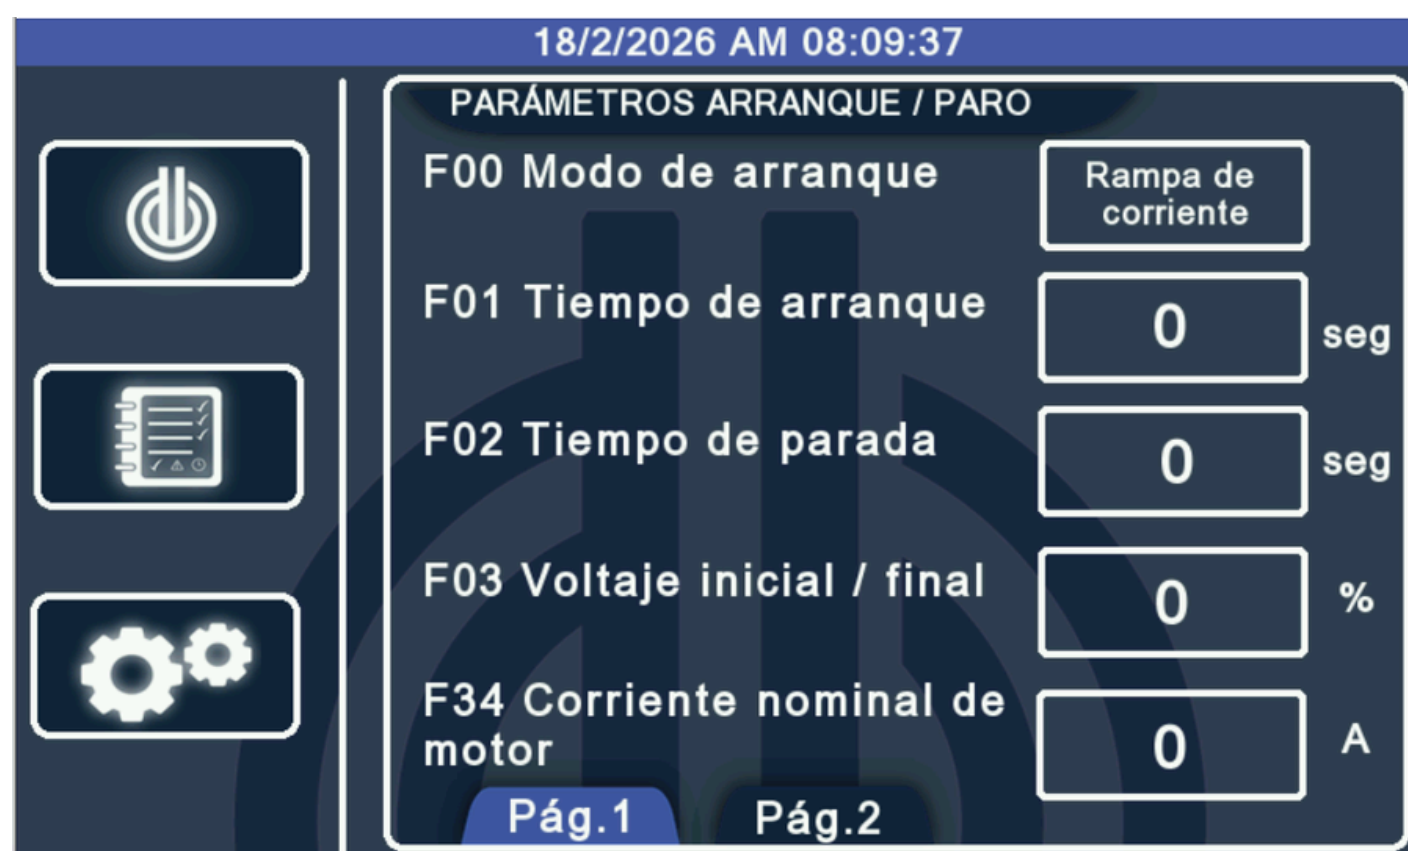 18/2/2026 AM 08:09:37
PARÁMETROS ARRANQUE / PARO
F00 Modo de arranque
Rampa de
corriente
F01 Tiempo de arranque
0 seg
F02 Tiempo de parada
0 seg
F03 Voltaje inicial / final
0 %
F34 Corriente nominal de
motor
0 A
Pág.1 Pág.2